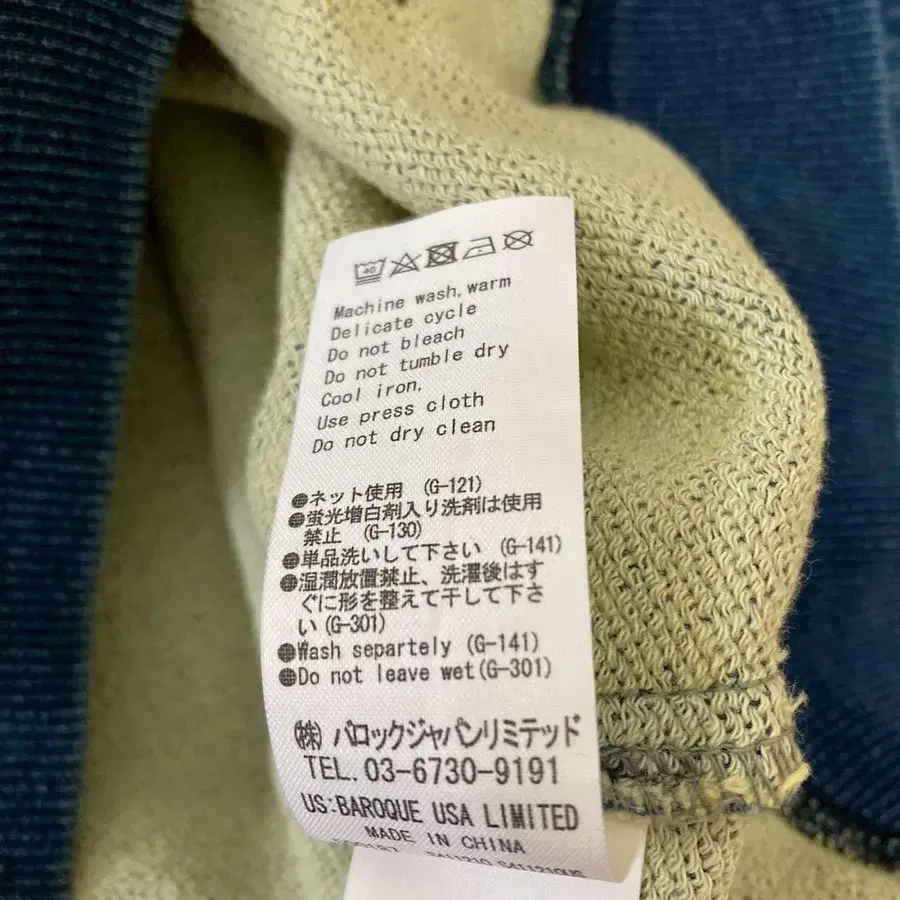 40
Machine wash, warm
Delicate cycle
Do not bleach
Do not tumble dry
Cool iron.
Use press cloth
Do not dry clean
●ネット使用 (G-121)
●蛍光増白剤入り洗剤は使用
禁止 (G-130)
●単品洗いして下さい (G-141)
●湿潤放置禁止、洗濯後はす
ぐに形を整えて干して下さ
い(G-301)
●Wash separtely (G-141)
●Do not leave wet(G-301)
㈱ バロックジャパンリミテッド
TEL. 03-6730-9191
US:BAROQUE USA LIMITED
MADE IN CHINA